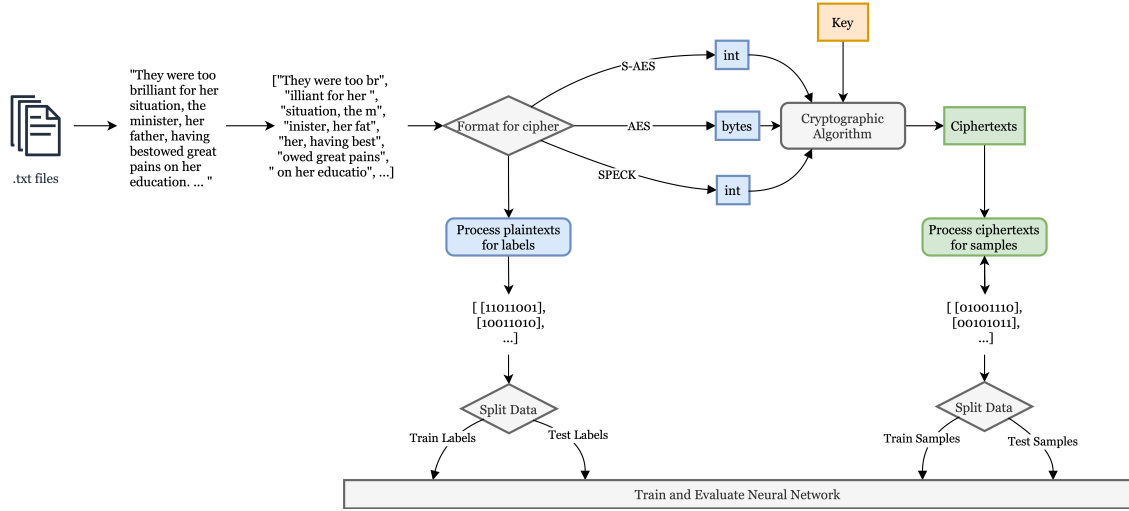 Key
"They were too
brilliant for her
situation, the
minister, her
father, having
bestowed great
pains on her
education. ... "
["They were too br",
"illiant for her ",
"situation, the m",
"inister, her fat",
"her, having best",
"owed great pains",
" on her educatio", ...]
.txt files
Format for cipher
S-AES
AES
SPECK
int
bytes
int
Cryptographic
Algorithm
Ciphertexts
Process plaintexts
for labels
Process ciphertexts
for samples
[ [11011001],
[10011010],
...]
[ [01001110],
[00101011],
...]
Split Data
Split Data
Train Labels
Test Labels
Train Samples
Test Samples
Train and Evaluate Neural Network